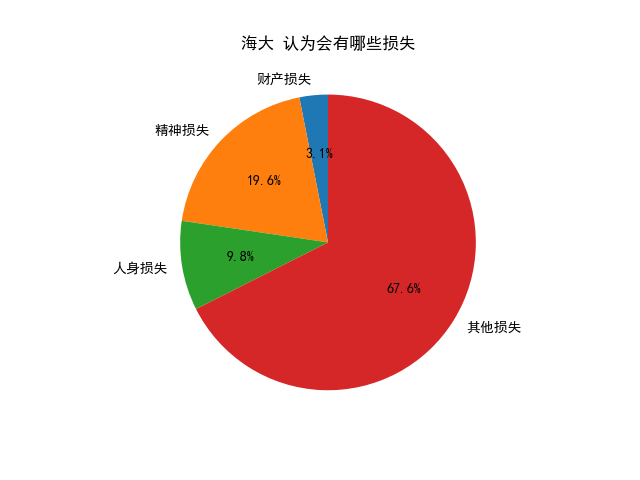 海大 认为会有哪些损失
财产损失
3.1%
精神损失
19.6%
9.8%
人身损失
67.6%
其他损失